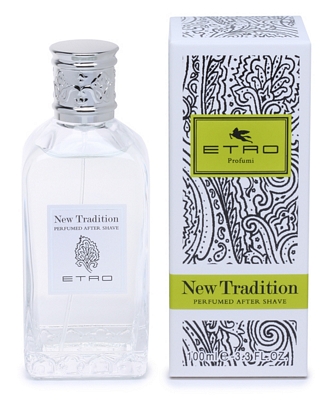 New Tradition
PERFUMED AFTER SHAVE
ETRO
ETRO
Profumi
New Tradition
PERFUMED AFTER SHAVE
100ml e 3.3 FL.OZ.